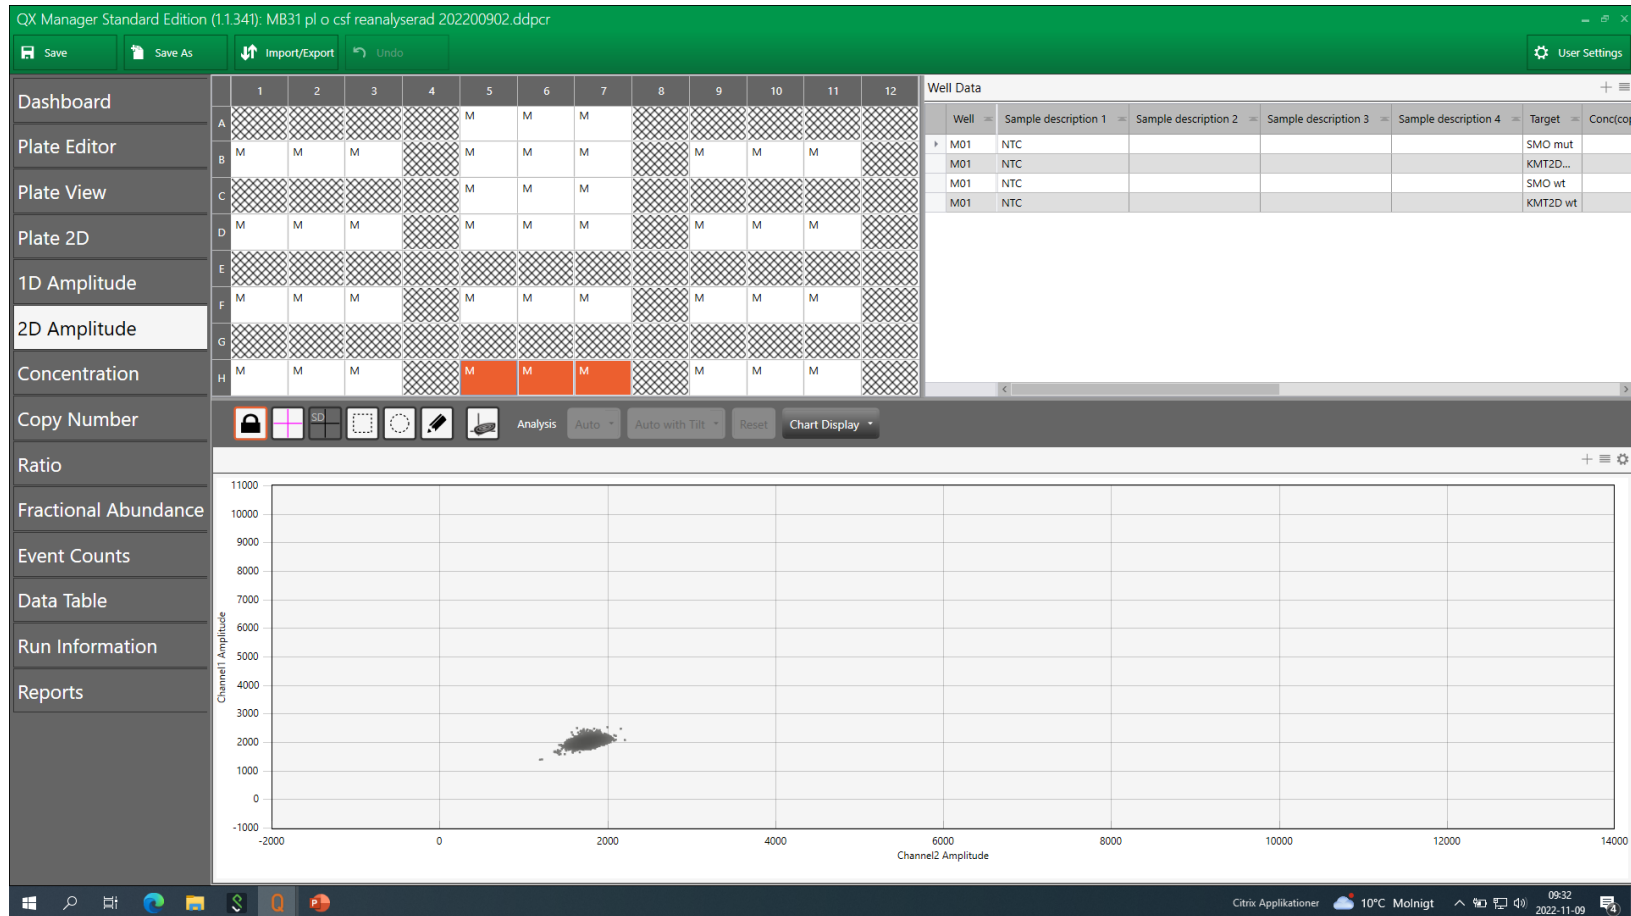 QX Manager Standard Edition (1.1.341): MB31 pl o csf reanalyserad 202200902.ddpcr
Save
Save As
Import/Export
Undo
User Settings
Dashboard
Plate Editor
Plate View
Plate 2D
1D Amplitude
2D Amplitude
Concentration
Copy Number
Ratio
Fractional Abundance
Event Counts
Data Table
Run Information
Reports
1 2 3 4 5 6 7 8 9 10 11 12
A M M M
B M M M M M M M M M
C M M M
D M M M M M M M M M
E
F M M M M M M M M M
G
H M M M M M M M M M
Well Data
Well Sample description 1 Sample description 2 Sample description 3 Sample description 4 Target Conc(cop
M01 NTC SMO mut
M01 NTC KMT2D...
M01 NTC SMO wt
M01 NTC KMT2D wt
SD
Analysis
Auto
Auto with Tilt
Reset
Chart Display
Channel1 Amplitude
11000
10000
9000
8000
7000
6000
5000
4000
3000
2000
1000
0
-1000
-2000 0 2000 4000 6000 8000 10000 12000 14000
Channel2 Amplitude
Citrix Applikationer
10°C Molnigt
09:32
2022-11-09
4